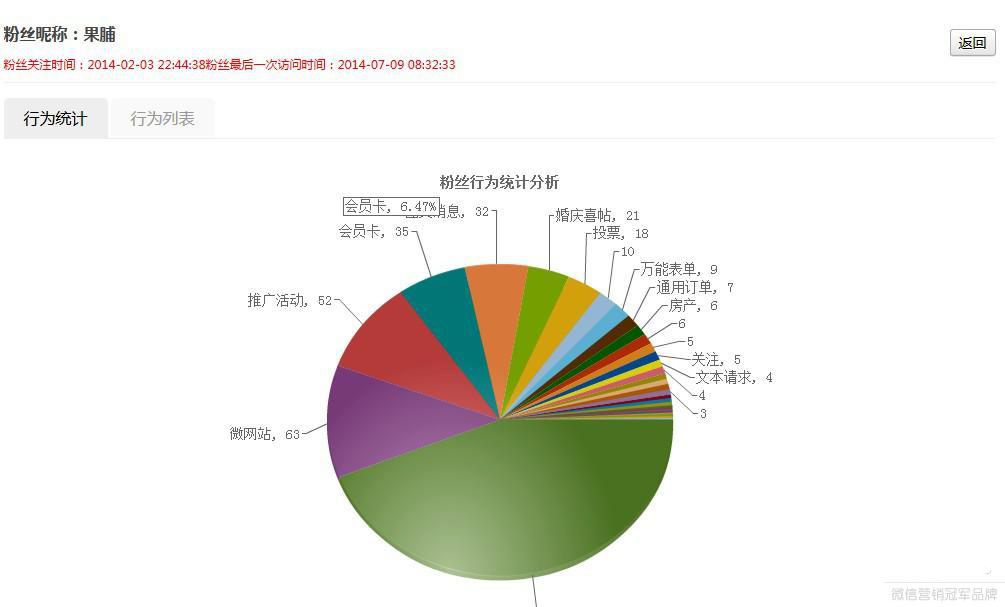 粉丝昵称：果脯
返回
粉丝关注时间：2014-02-03 22:44:38粉丝最后一次访问时间：2014-07-09 08:32:33
行为统计
行为列表
粉丝行为统计分析
会员卡, 6.47%
消息, 32
婚庆喜帖, 21
会员卡, 35
投票, 18
10
万能表单, 9
通用订单, 7
推广活动, 52
房产, 6
6
5
关注, 5
文本请求, 4
4
3
微网站, 63
微信营销冠军品牌